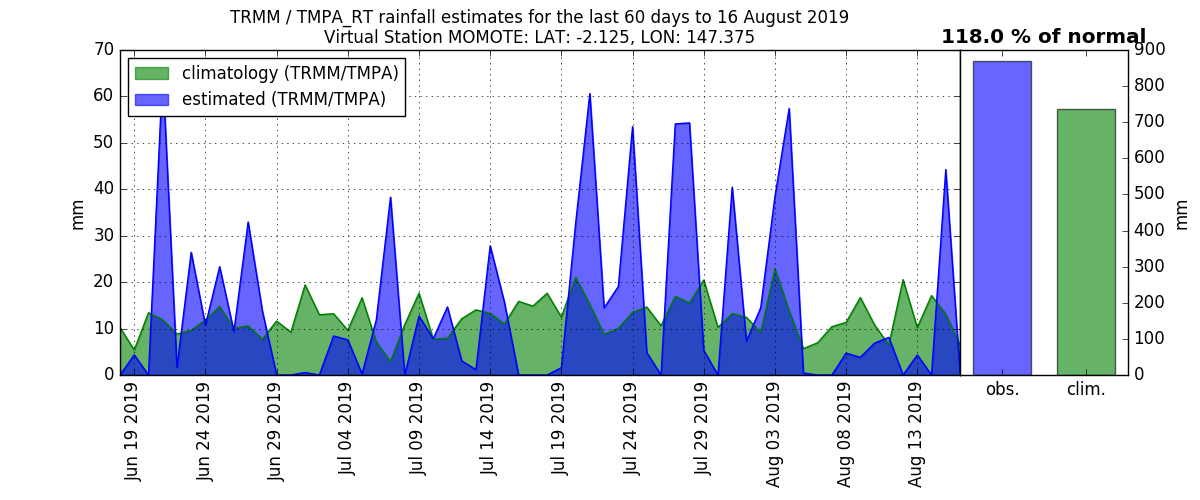 TRMM / TMPA_RT rainfall estimates for the last 60 days to 16 August 2019
Virtual Station MOMOTE: LAT: -2.125, LON: 147.375
118.0 % of normal
climatology (TRMM/TMPA)
estimated (TRMM/TMPA)
mm
70
60
50
40
30
20
10
0
Jun 19 2019
Jun 24 2019
Jun 29 2019
Jul 04 2019
Jul 09 2019
Jul 14 2019
Jul 19 2019
Jul 24 2019
Jul 29 2019
Aug 03 2019
Aug 08 2019
Aug 13 2019
obs.
clim.
900
800
700
600
500
400
300
200
100
0
mm